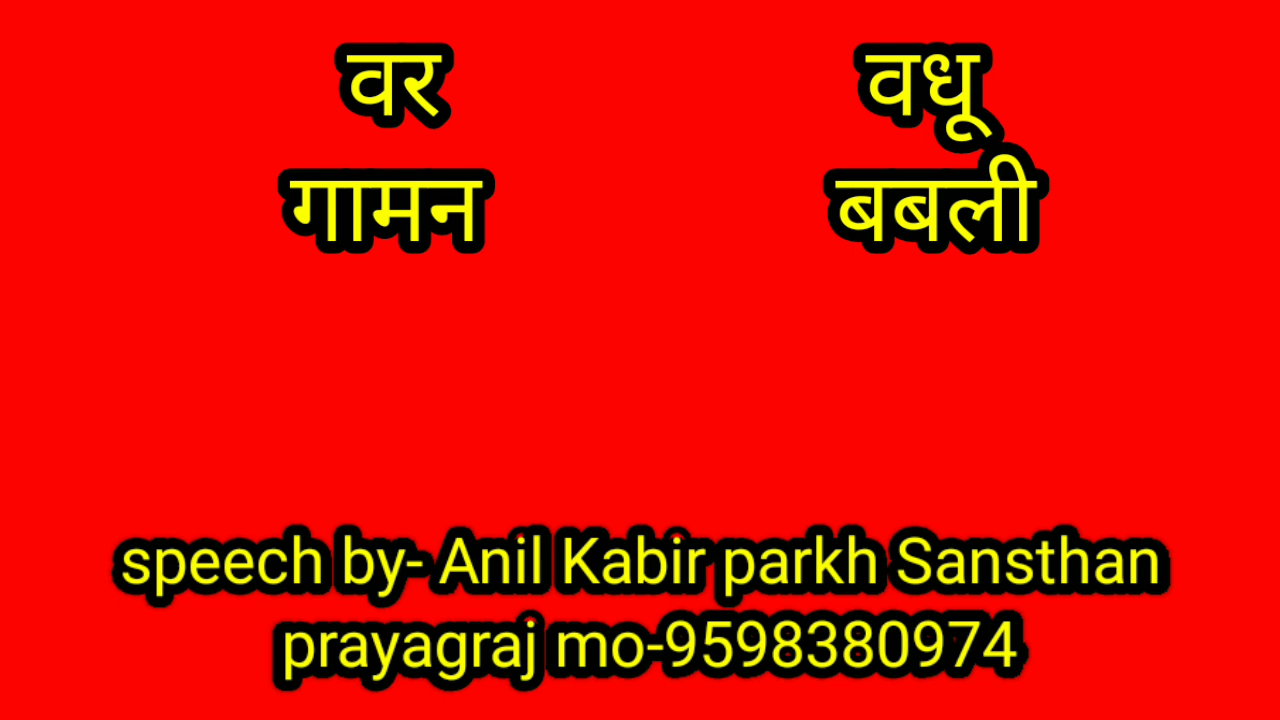 वर वधू
गामन बबली
speech by- Anil Kabir parkh Sansthan
prayagraj mo-9598380974